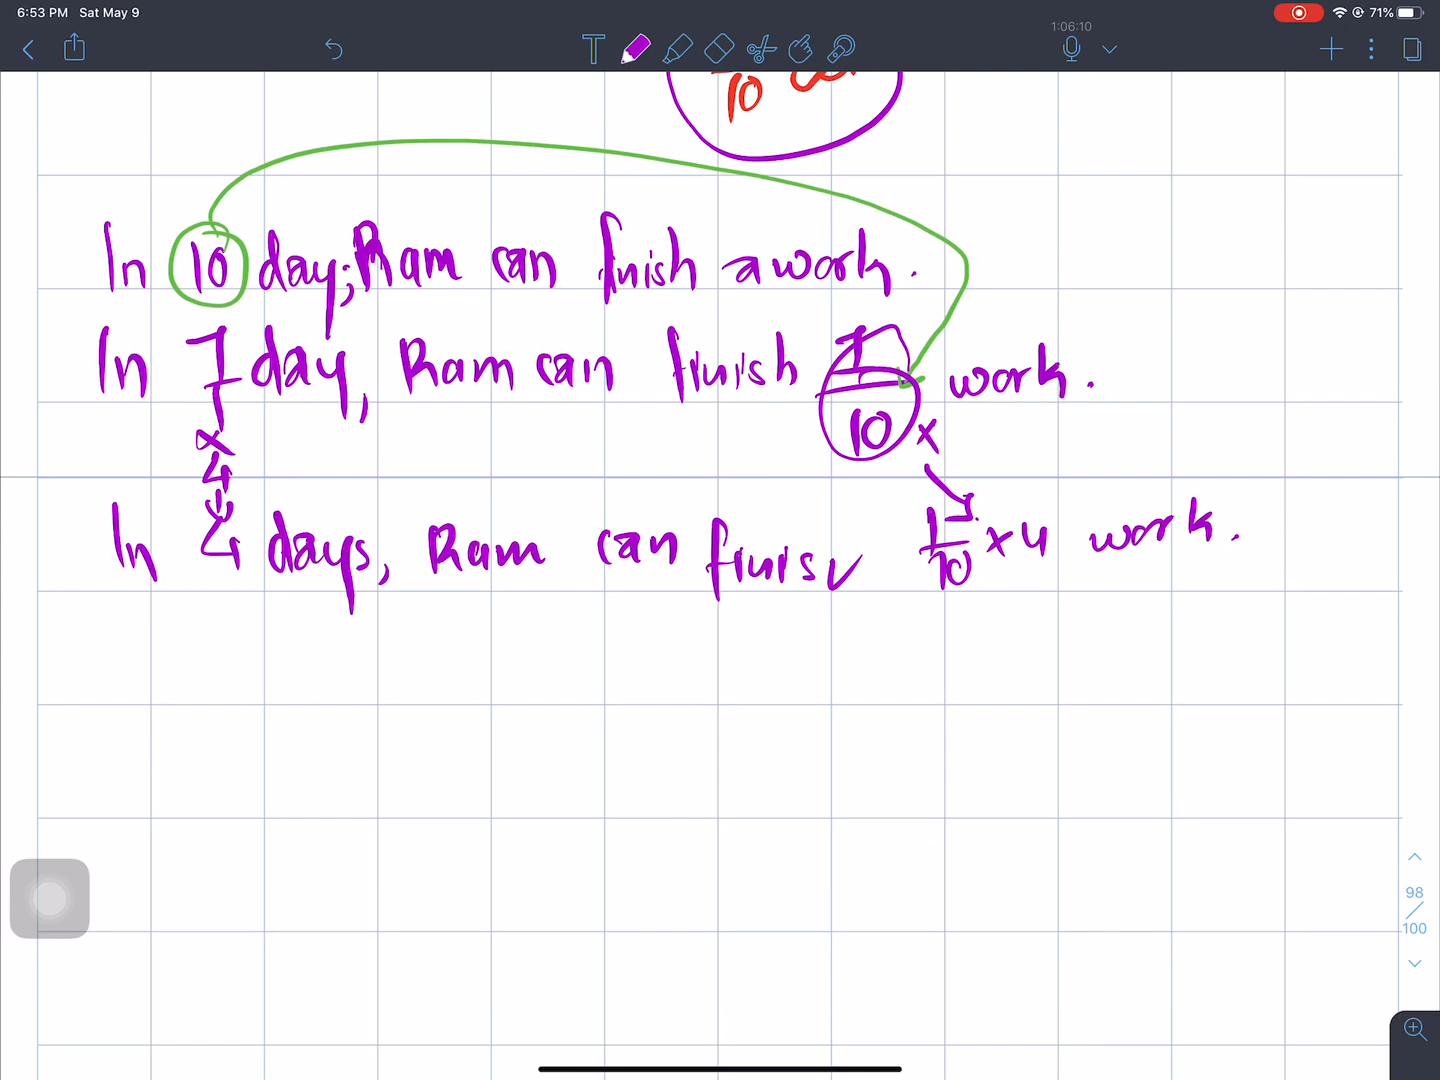 6:53 PM Sat May 9
71%
1:06:10
T
10
In 10 day, Ram can finish a work.
In 1 day, Ram can finish 1/10 work.
x
x
4
In 4 days, Ram can finish 1/10 x 4 work.
98
100